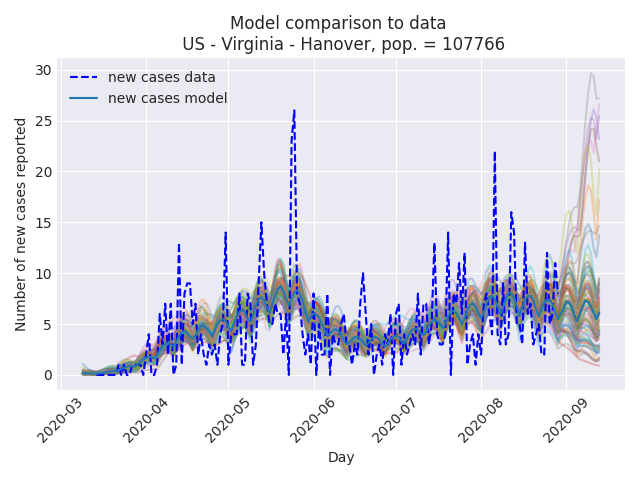 Model comparison to data
US - Virginia - Hanover, pop. = 107766
new cases data
new cases model
Number of new cases reported
30
25
20
15
10
5
0
2020-03
2020-04
2020-05
2020-06
2020-07
2020-08
2020-09
Day